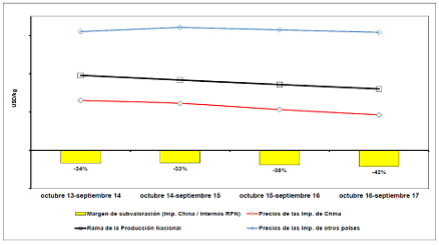 USD/kg
-34%
-33%
-38%
-42%
octubre 13-septiembre 14
octubre 14-septiembre 15
octubre 15-septiembre 16
octubre 16-septiembre 17
Margen de subvaloración (Imp. China / Internos RPN)
Precios de las Imp. de China
Rama de la Producción Nacional
Precios de las Imp. de otros países